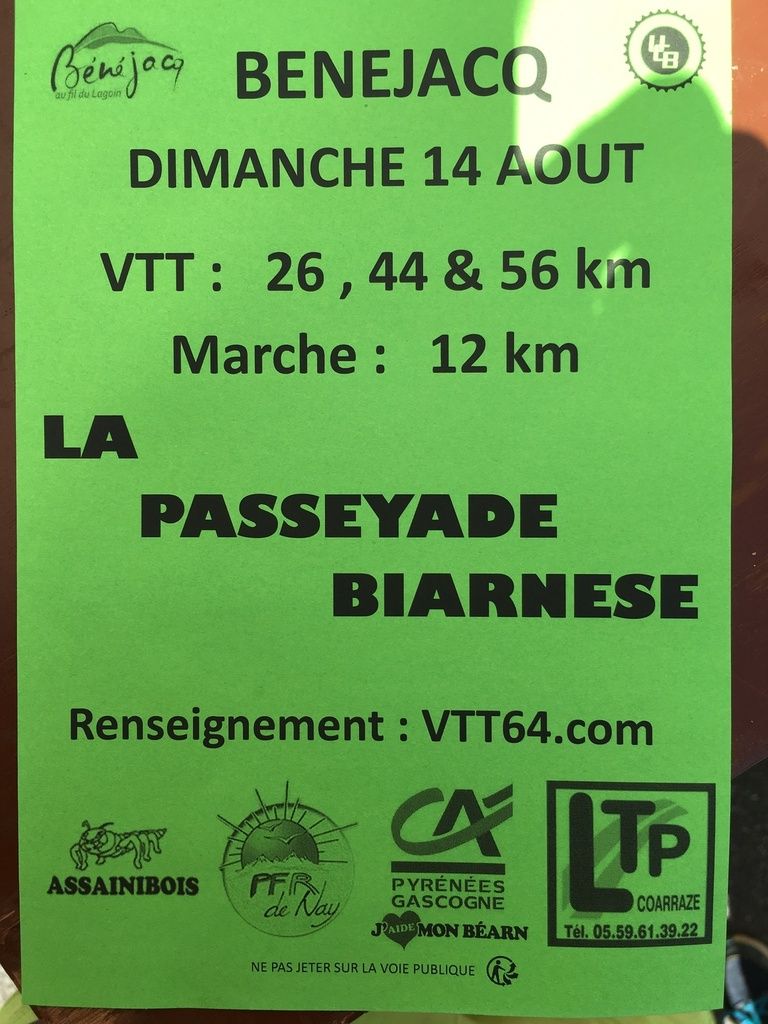 Bénéjacq
au fil du Lagoin
BENEJACQ
DIMANCHE 14 AOUT
VTT : 26 , 44 & 56 km
Marche : 12 km
LA
PASSEYADE
BIARNESE
Renseignement : VTT64.com
ASSAINIBOIS
PFR
de Nay
CA
PYRÉNÉES
GASCOGNE
J'AIDE MON BÉARN
LTP
COARRAZE
Tél. 05.59.61.39.22
NE PAS JETER SUR LA VOIE PUBLIQUE